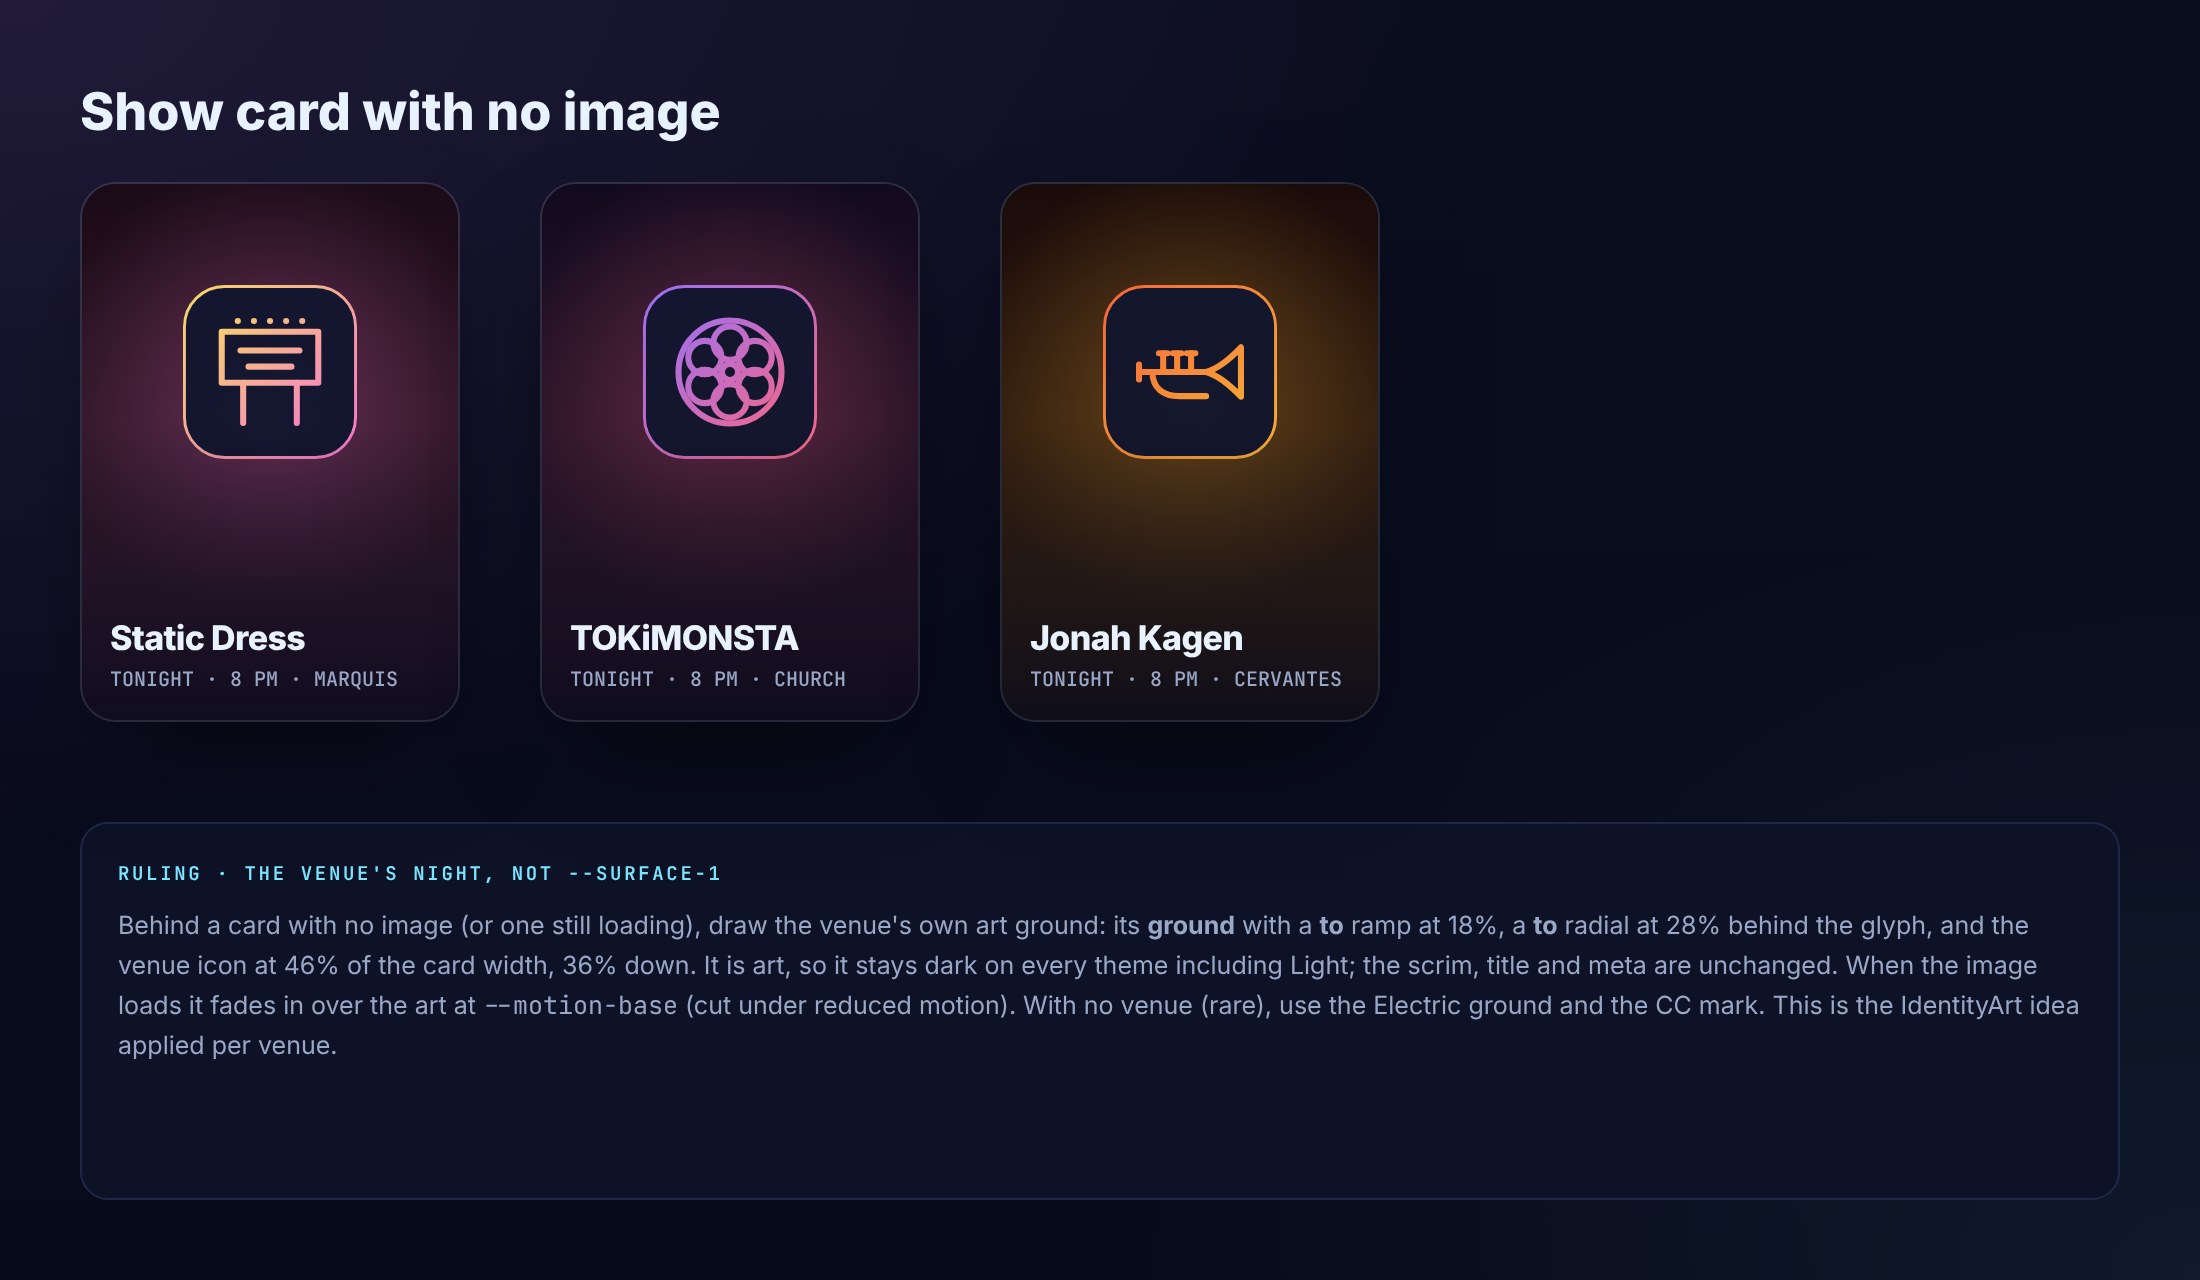 Show card with no image
Static Dress
TONIGHT · 8 PM · MARQUIS
TOKiMONSTA
TONIGHT · 8 PM · CHURCH
Jonah Kagen
TONIGHT · 8 PM · CERVANTES
RULING · THE VENUE'S NIGHT, NOT --SURFACE-1
Behind a card with no image (or one still loading), draw the venue's own art ground: its ground with a to ramp at 18%, a to radial at 28% behind the glyph, and the
venue icon at 46% of the card width, 36% down. It is art, so it stays dark on every theme including Light; the scrim, title and meta are unchanged. When the image
loads it fades in over the art at --motion-base (cut under reduced motion). With no venue (rare), use the Electric ground and the CC mark. This is the IdentityArt idea
applied per venue.